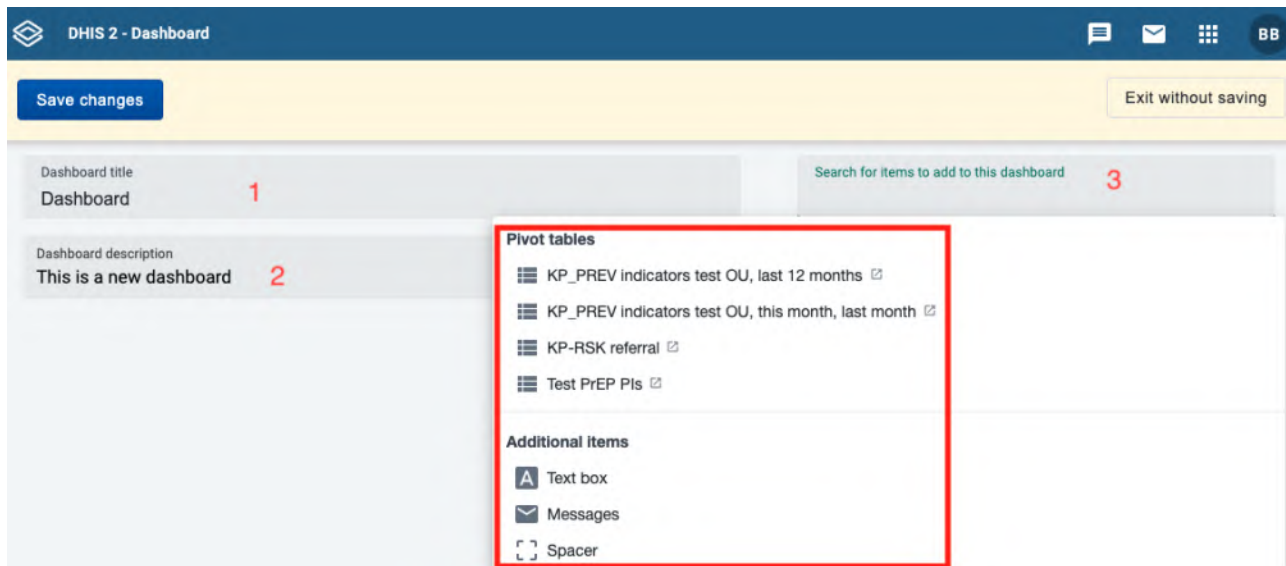 DHIS 2 - Dashboard
BB
Save changes
Exit without saving
Dashboard title
Dashboard
1
Search for items to add to this dashboard
3
Dashboard description
This is a new dashboard
2
Pivot tables
KP_PREV indicators test OU, last 12 months
KP_PREV indicators test OU, this month, last month
KP-RSK referral
Test PrEP PIs
Additional items
A Text box
Messages
Spacer